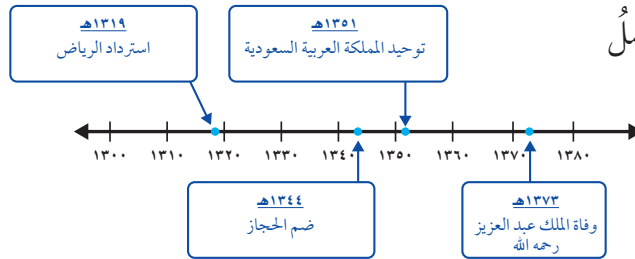 ١٣١٩هـ
استرداد الرياض
١٣٥١هـ
توحيد المملكة العربية السعودية
١٣٠٠ ١٣١٠ ١٣٢٠ ١٣٣٠ ١٣٤٠ ١٣٥٠ ١٣٦٠ ١٣٧٠ ١٣٨٠
١٣٤٤هـ
ضم الحجاز
١٣٧٣هـ
وفاة الملك عبد العزيز
رحمه الله